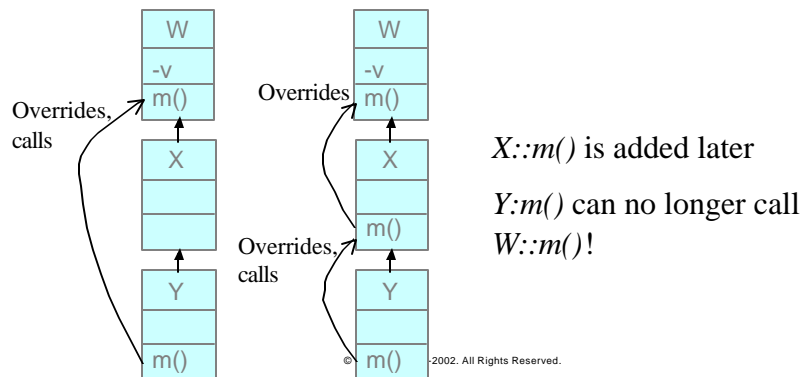 W
-v
m()
Overrides,
calls
X
Y
m()
W
-v
Overrides
m()
X
m()
Overrides,
calls
Y
m()
X::m() is added later
Y:m() can no longer call
W::m()!
©
-2002. All Rights Reserved.